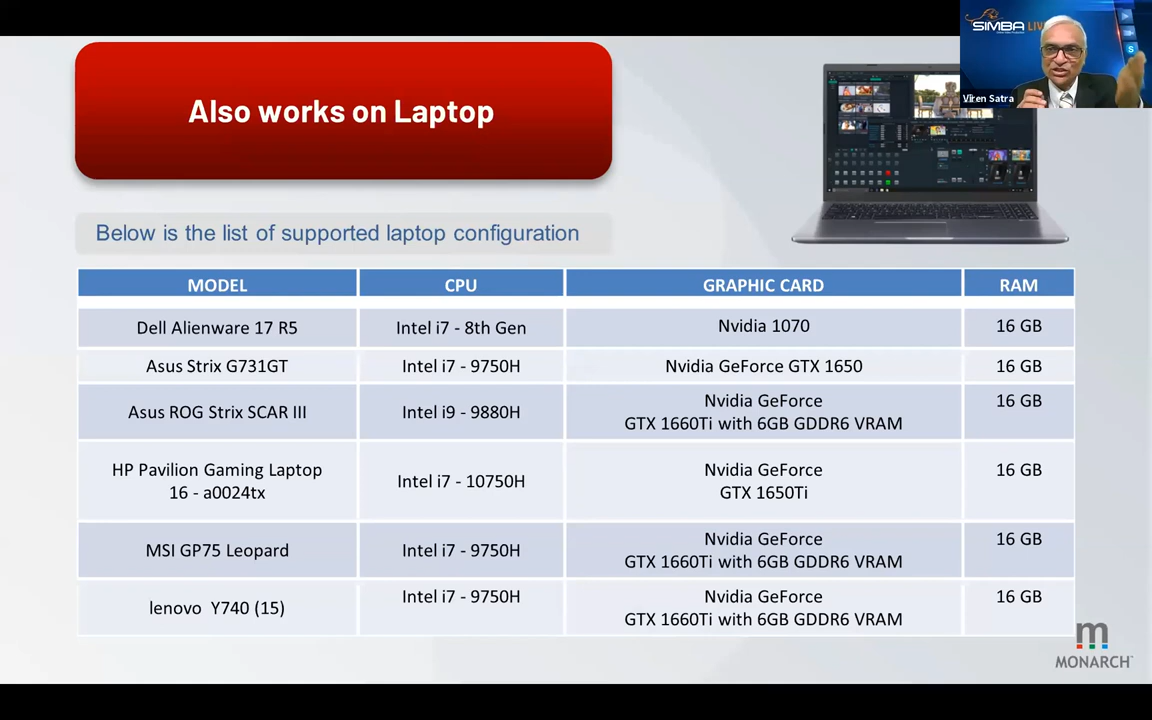 SIMBA LIVE
Viren Satra
Also works on Laptop
Below is the list of supported laptop configuration
MODEL CPU GRAPHIC CARD RAM
Dell Alienware 17 R5 Intel i7 - 8th Gen Nvidia 1070 16 GB
Asus Strix G731GT Intel i7 - 9750H Nvidia GeForce GTX 1650 16 GB
Asus ROG Strix SCAR III Intel i9 - 9880H Nvidia GeForce 16 GB
GTX 1660Ti with 6GB GDDR6 VRAM
HP Pavilion Gaming Laptop Intel i7 - 10750H Nvidia GeForce 16 GB
16 - a0024tx GTX 1650Ti
MSI GP75 Leopard Intel i7 - 9750H Nvidia GeForce 16 GB
GTX 1660Ti with 6GB GDDR6 VRAM
lenovo Y740 (15) Intel i7 - 9750H Nvidia GeForce 16 GB
GTX 1660Ti with 6GB GDDR6 VRAM
m
MONARCH